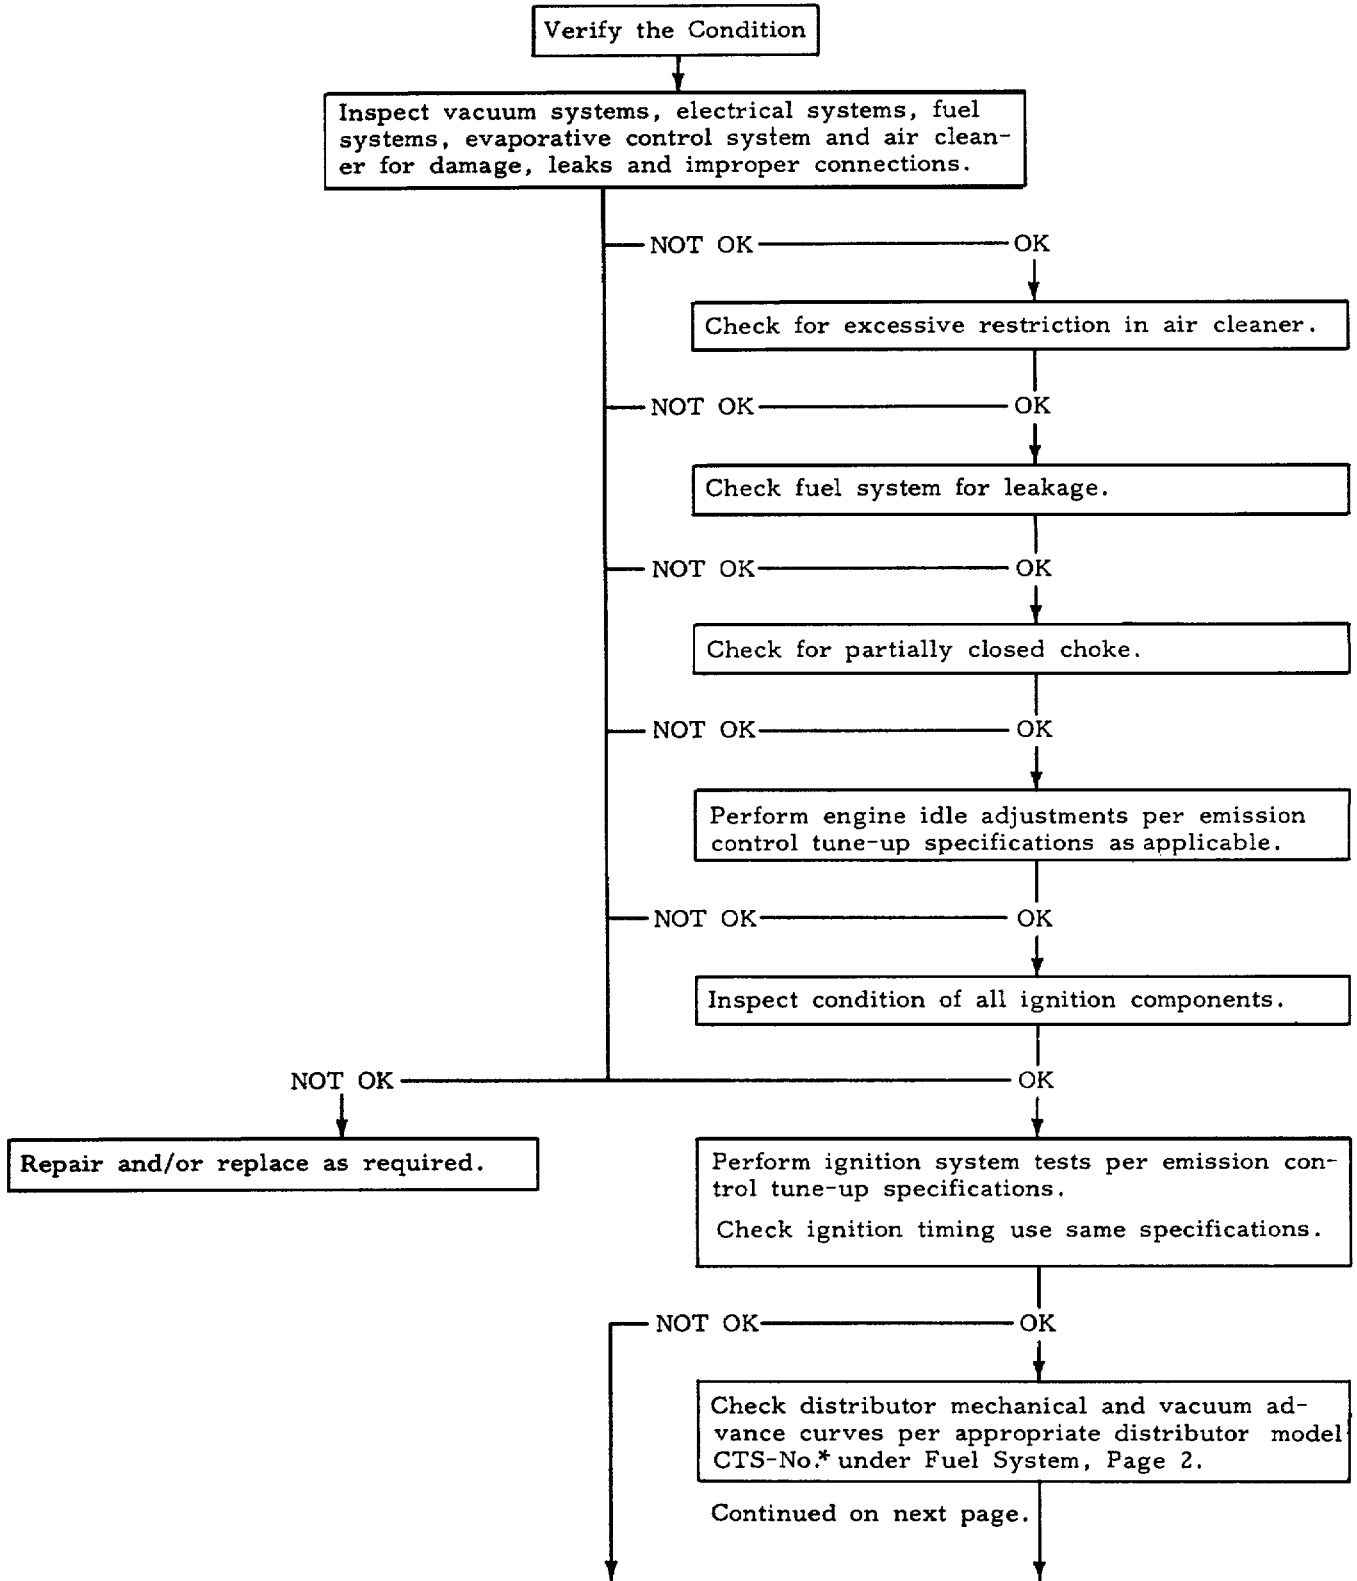 Verify the Condition
Inspect vacuum systems, electrical systems, fuel
systems, evaporative control system and air clean-
er for damage, leaks and improper connections.
NOT OK OK
Check for excessive restriction in air cleaner.
NOT OK OK
Check fuel system for leakage.
NOT OK OK
Check for partially closed choke.
NOT OK OK
Perform engine idle adjustments per emission
control tune-up specifications as applicable.
NOT OK OK
Inspect condition of all ignition components.
NOT OK OK
Repair and/or replace as required.
Perform ignition system tests per emission con-
trol tune-up specifications.
Check ignition timing use same specifications.
NOT OK OK
Check distributor mechanical and vacuum ad-
vance curves per appropriate distributor model
CTS-No.* under Fuel System, Page 2.
Continued on next page.